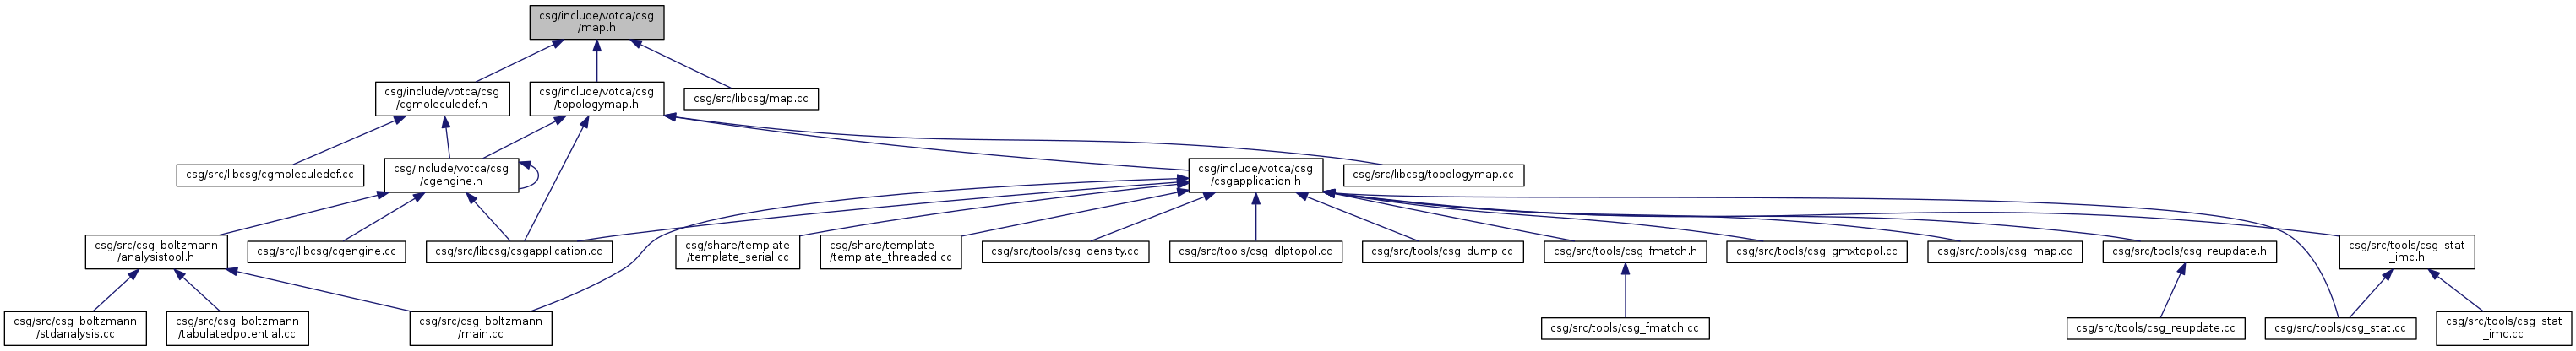 csg/include/votca/csg
/map.h
csg/include/votca/csg
/cgmoleculedef.h
csg/include/votca/csg
/topologymap.h
csg/src/libcsg/map.cc
csg/src/libcsg/cgmoleculedef.cc
csg/include/votca/csg
/cgengine.h
csg/include/votca/csg
/csgapplication.h
csg/src/libcsg/topologymap.cc
csg/src/csg_boltzmann
/analysistool.h
csg/src/libcsg/cgengine.cc
csg/src/libcsg/csgapplication.cc
csg/share/template
/template_serial.cc
csg/share/template
/template_threaded.cc
csg/src/tools/csg_density.cc
csg/src/tools/csg_dlptopol.cc
csg/src/tools/csg_dump.cc
csg/src/tools/csg_fmatch.h
csg/src/tools/csg_gmxtopol.cc
csg/src/tools/csg_map.cc
csg/src/tools/csg_reupdate.h
csg/src/tools/csg_stat
_imc.h
csg/src/csg_boltzmann
/stdanalysis.cc
csg/src/csg_boltzmann
/tabulatedpotential.cc
csg/src/csg_boltzmann
/main.cc
csg/src/tools/csg_fmatch.cc
csg/src/tools/csg_reupdate.cc
csg/src/tools/csg_stat.cc
csg/src/tools/csg_stat
_imc.cc